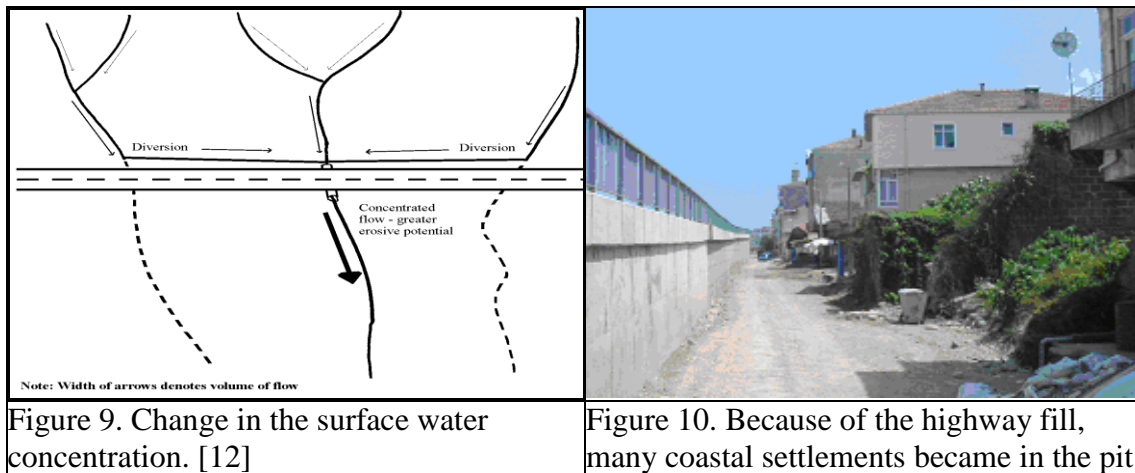 Diversion
Diversion
Concentrated
flow - greater
erosive potential
Note: Width of arrows denotes volume of flow
Figure 9. Change in the surface water
concentration. [12]
Figure 10. Because of the highway fill,
many coastal settlements became in the pit